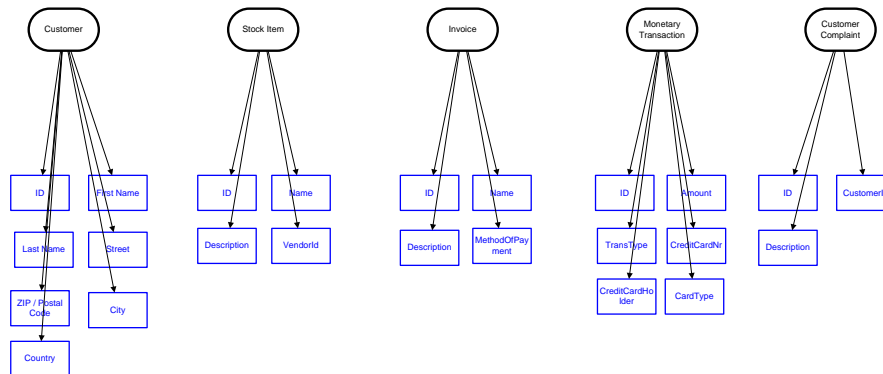 Customer
Stock Item
Invoice
Monetary
Transaction
Customer
Complaint
ID
First Name
ID
Name
ID
Name
ID
Amount
ID
CustomerI
Last Name
Street
Description
VendorId
Description
MethodOfPay
ment
TransType
CreditCardNr
Description
ZIP / Postal
Code
City
CreditCardHo
lder
CardType
Country